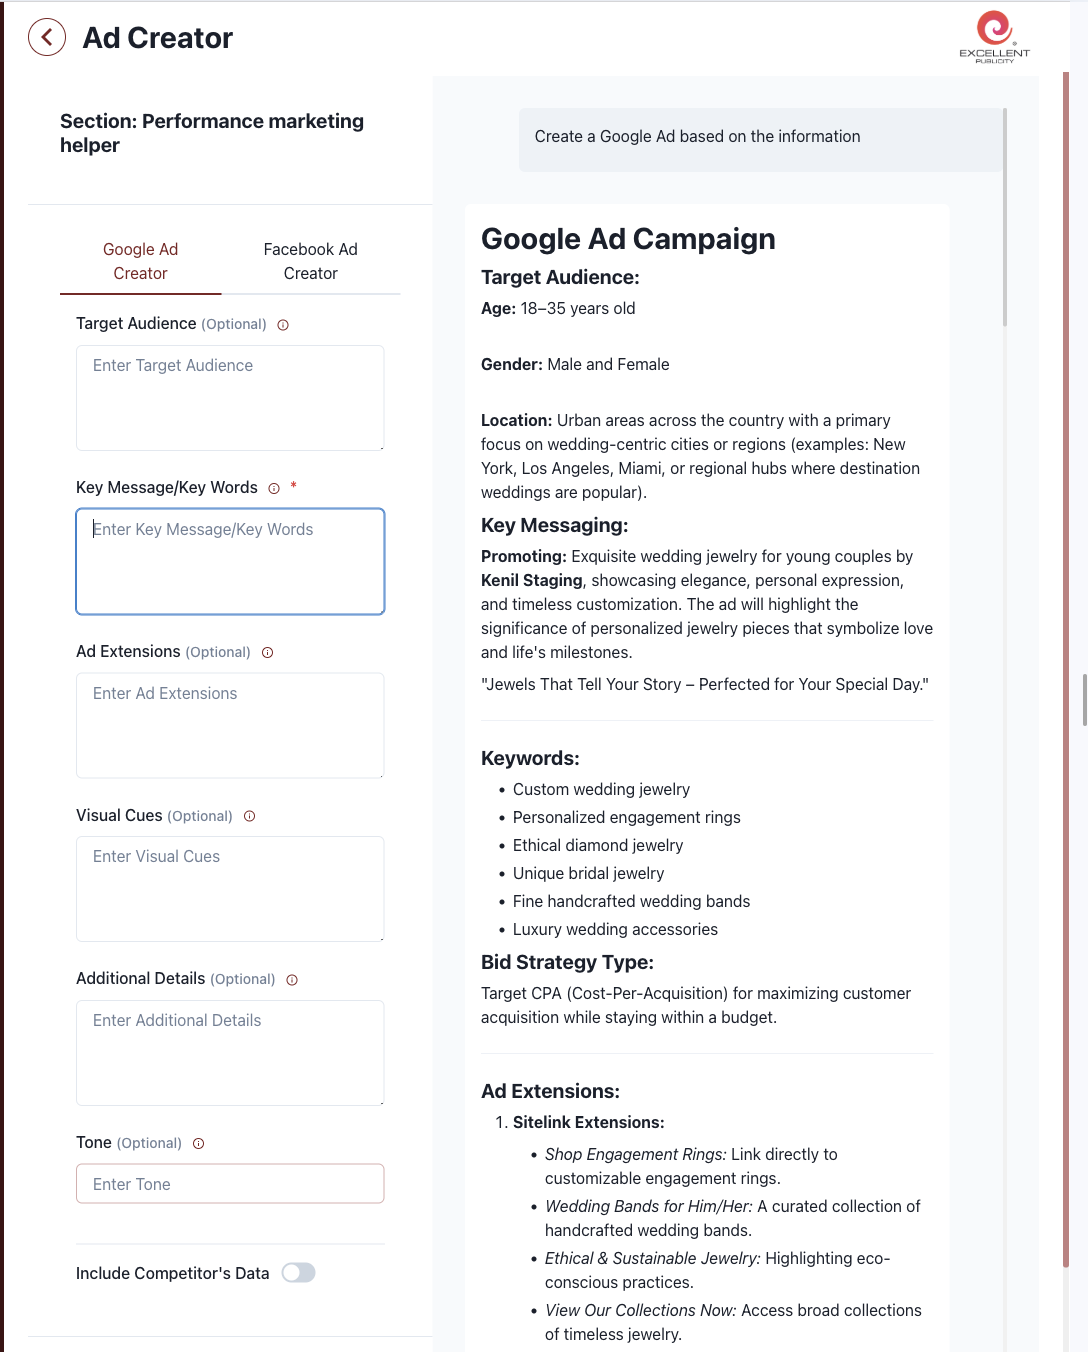 Ad Creator
EXCELLENT
PUBLICITY
Section: Performance marketing
helper
Google Ad
Creator
Facebook Ad
Creator
Target Audience (Optional)
Enter Target Audience
Key Message/Key Words *
Enter Key Message/Key Words
Ad Extensions (Optional)
Enter Ad Extensions
Visual Cues (Optional)
Enter Visual Cues
Additional Details (Optional)
Enter Additional Details
Tone (Optional)
Enter Tone
Include Competitor's Data
Create a Google Ad based on the information
Google Ad Campaign
Target Audience:
Age: 18–35 years old
Gender: Male and Female
Location: Urban areas across the country with a primary
focus on wedding-centric cities or regions (examples: New
York, Los Angeles, Miami, or regional hubs where destination
weddings are popular).
Key Messaging:
Promoting: Exquisite wedding jewelry for young couples by
Kenil Staging, showcasing elegance, personal expression,
and timeless customization. The ad will highlight the
significance of personalized jewelry pieces that symbolize love
and life's milestones.
"Jewels That Tell Your Story – Perfected for Your Special Day."
Keywords:
• Custom wedding jewelry
• Personalized engagement rings
• Ethical diamond jewelry
• Unique bridal jewelry
• Fine handcrafted wedding bands
• Luxury wedding accessories
Bid Strategy Type:
Target CPA (Cost-Per-Acquisition) for maximizing customer
acquisition while staying within a budget.
Ad Extensions:
1. Sitelink Extensions:
• Shop Engagement Rings: Link directly to
customizable engagement rings.
• Wedding Bands for Him/Her: A curated collection of
handcrafted wedding bands.
• Ethical & Sustainable Jewelry: Highlighting eco-
conscious practices.
• View Our Collections Now: Access broad collections
of timeless jewelry.